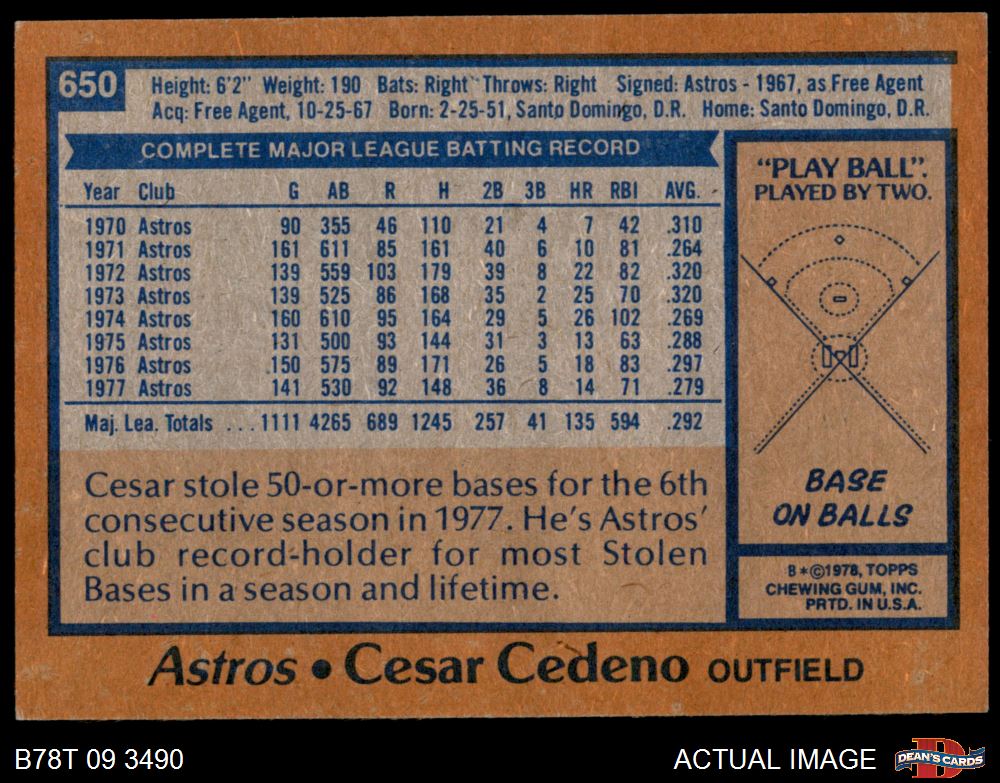 650
Height: 6'2" Weight: 190 Bats: Right Throws: Right Signed: Astros - 1967, as Free Agent
Acq: Free Agent, 10-25-67 Born: 2-25-51, Santo Domingo, D.R. Home: Santo Domingo, D.R.
COMPLETE MAJOR LEAGUE BATTING RECORD
Year Club G AB R H 2B 3B HR RBI AVG.
1970 Astros 90 355 46 110 21 4 7 42 .310
1971 Astros 161 611 85 161 40 6 10 81 .264
1972 Astros 139 559 103 179 39 8 22 82 .320
1973 Astros 139 525 86 168 35 2 25 70 .320
1974 Astros 160 610 95 164 29 5 26 102 .269
1975 Astros 131 500 93 144 31 3 13 63 .288
1976 Astros 150 575 89 171 26 5 18 83 .297
1977 Astros 141 530 92 148 36 8 14 71 .279
Maj. Lea. Totals ... 1111 4265 689 1245 257 41 135 594 .292
Cesar stole 50-or-more bases for the 6th
consecutive season in 1977. He's Astros'
club record-holder for most Stolen
Bases in a season and lifetime.
"PLAY BALL".
PLAYED BY TWO.
BASE
ON BALLS
B*©1978, TOPPS
CHEWING GUM, INC.
PRTD. IN U.S.A.
Astros • Cesar Cedeno OUTFIELD
B78T 09 3490
ACTUAL IMAGE
DEAN'S CARDS